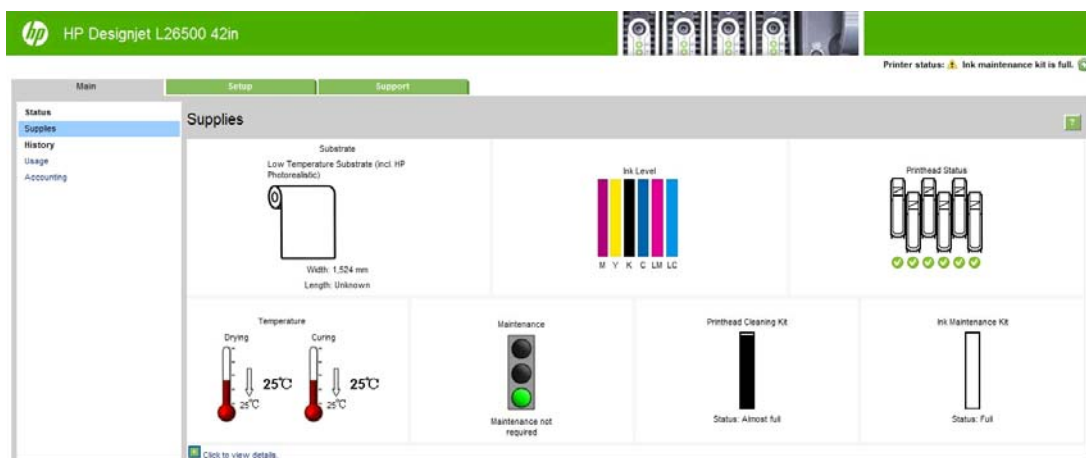 hp HP Designjet L26500 42in
Printer status: Ink maintenance kit is full.
Main Setup Support
Status
Supplies
History
Usage
Accounting
Supplies
?
Substrate
Low Temperature Substrate (incl. HP
Photorealistic)
Width: 1,524 mm
Length: Unknown
Ink Level
M Y K C LM LC
Printhead Status
Temperature
Drying Curing
25°C 25°C
25°C 25°C
Maintenance
Maintenance not
required
Printhead Cleaning Kit
Status: Almost full
Ink Maintenance Kit
Status: Full
Click to view details.